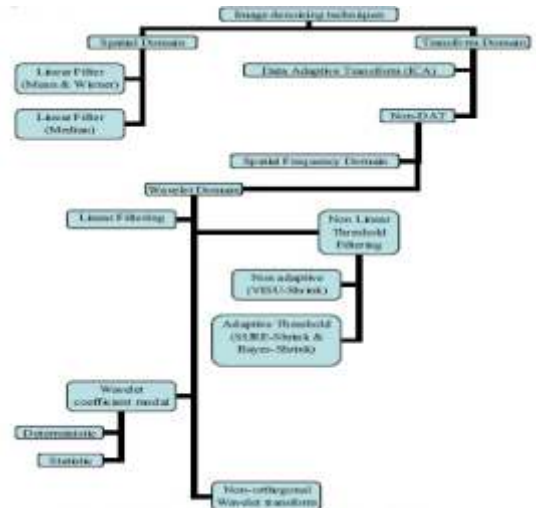 Image denoising techniques
Spatial Domain
Transform Domain
Linear Filter
(Mean & Wiener)
Data Adaptive Transform (ICA)
Linear Filter
(Median)
Non-DAT
Spatial Frequency Domain
Wavelet Domain
Linear Filtering
Non Linear
Threshold
Filtering
Non adaptive
(VISU-Shrink)
Adaptive Threshold
(SURE-Shrink &
Bayes-Shrink)
Wavelet
coefficient modal
Deterministic
Statistic
Non-orthogonal
Wavelet transform